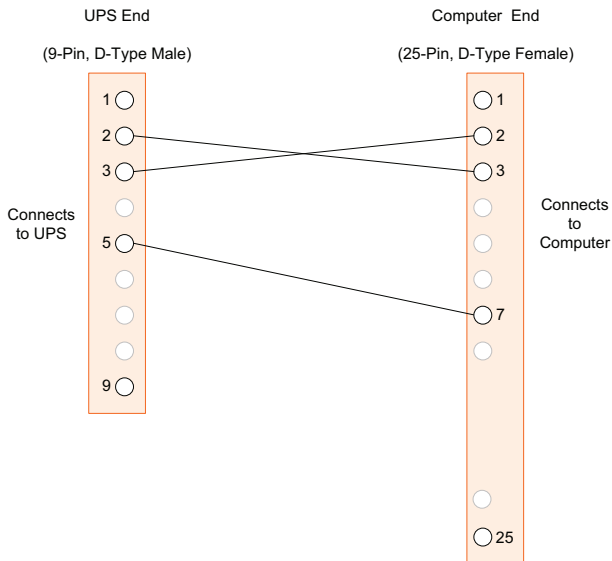 UPS End
(9-Pin, D-Type Male)
Computer End
(25-Pin, D-Type Female)
1
2
3
5
9
Connects
to UPS
1
2
3
7
25
Connects
to
Computer